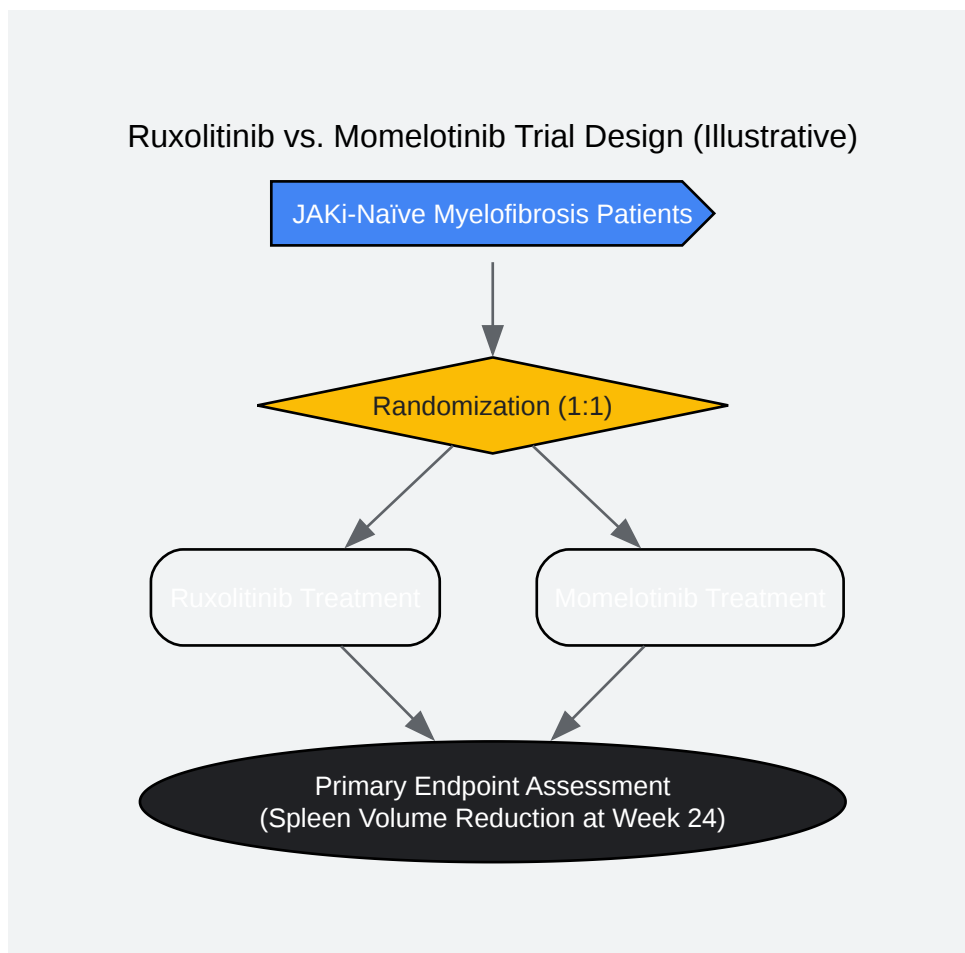 Ruxolitinib vs. Momelotinib Trial Design (Illustrative)
JAKi-Naïve Myelofibrosis Patients
Randomization (1:1)
Ruxolitinib Treatment
Momelotinib Treatment
Primary Endpoint Assessment
(Spleen Volume Reduction at Week 24)